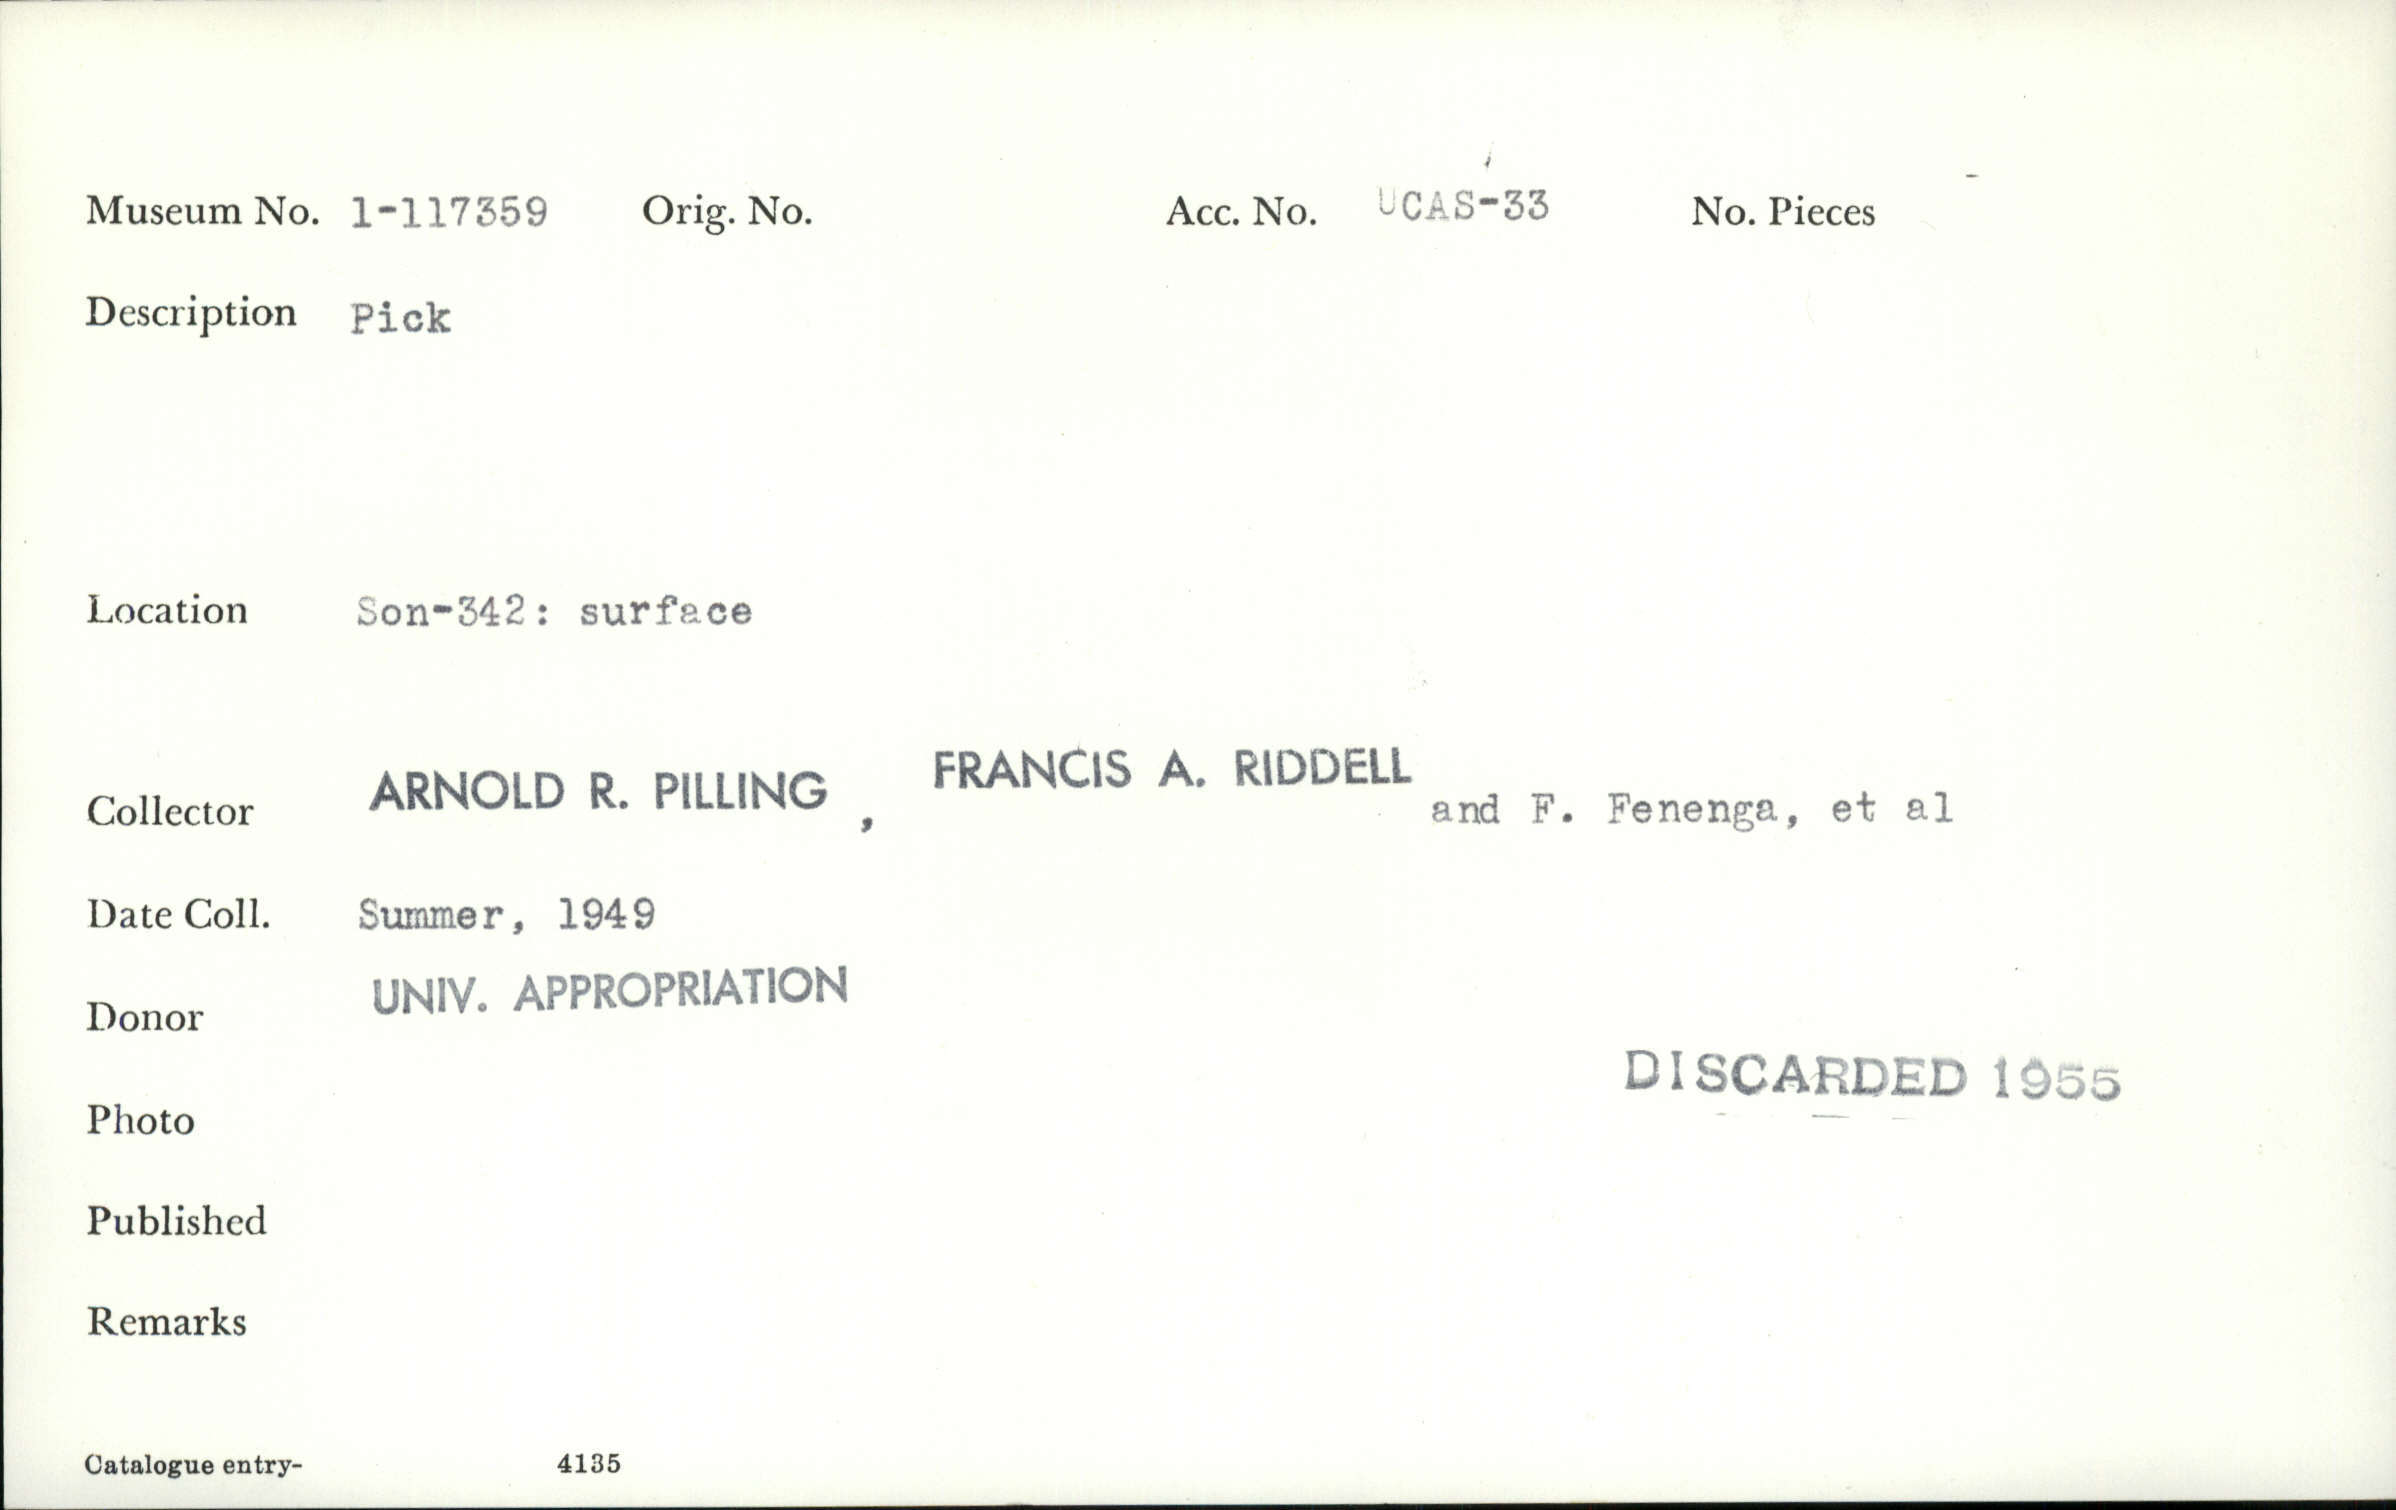 Museum No. 1-117359 Orig. No. Acc. No. UCAS-33 No. Pieces
Description Pick
Location Son-342: surface
Collector ARNOLD R. PILLING , FRANCIS A. RIDDELL and F. Fenenga, et al
Date Coll. Summer, 1949
Donor UNIV. APPROPRIATION
DISCARDED 1955
Photo
Published
Remarks
Catalogue entry- 4135